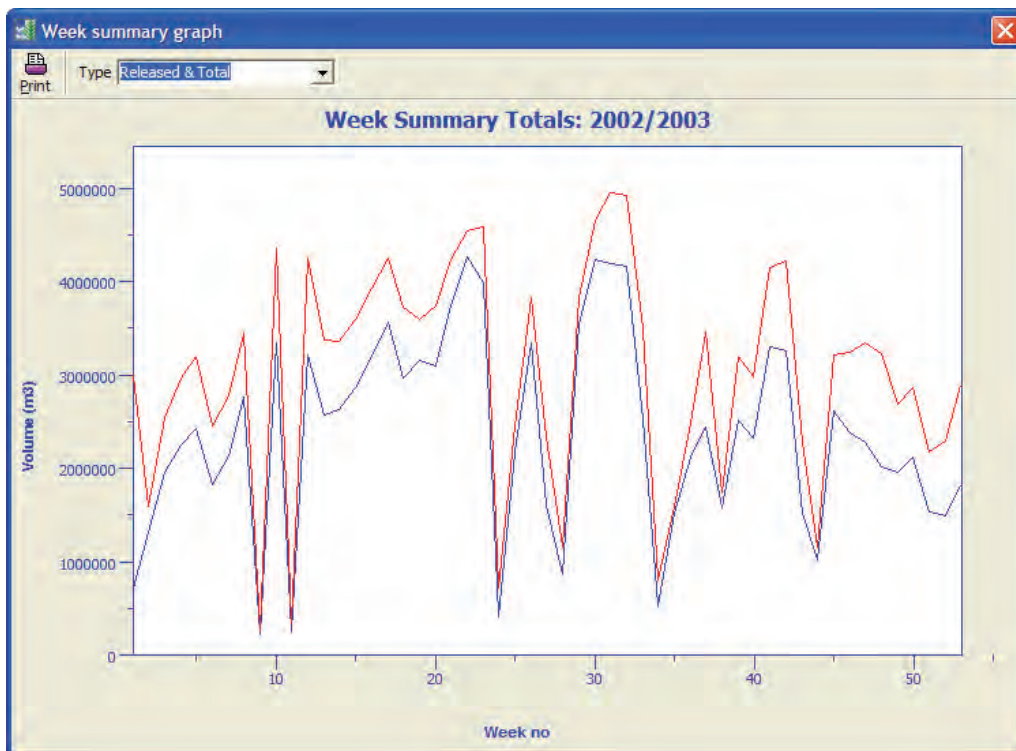 Week summary graph
Print
Type Released & Total
Week Summary Totals: 2002/2003
Volume (m3)
5000000
4000000
3000000
2000000
1000000
0
10 20 30 40 50
Week no